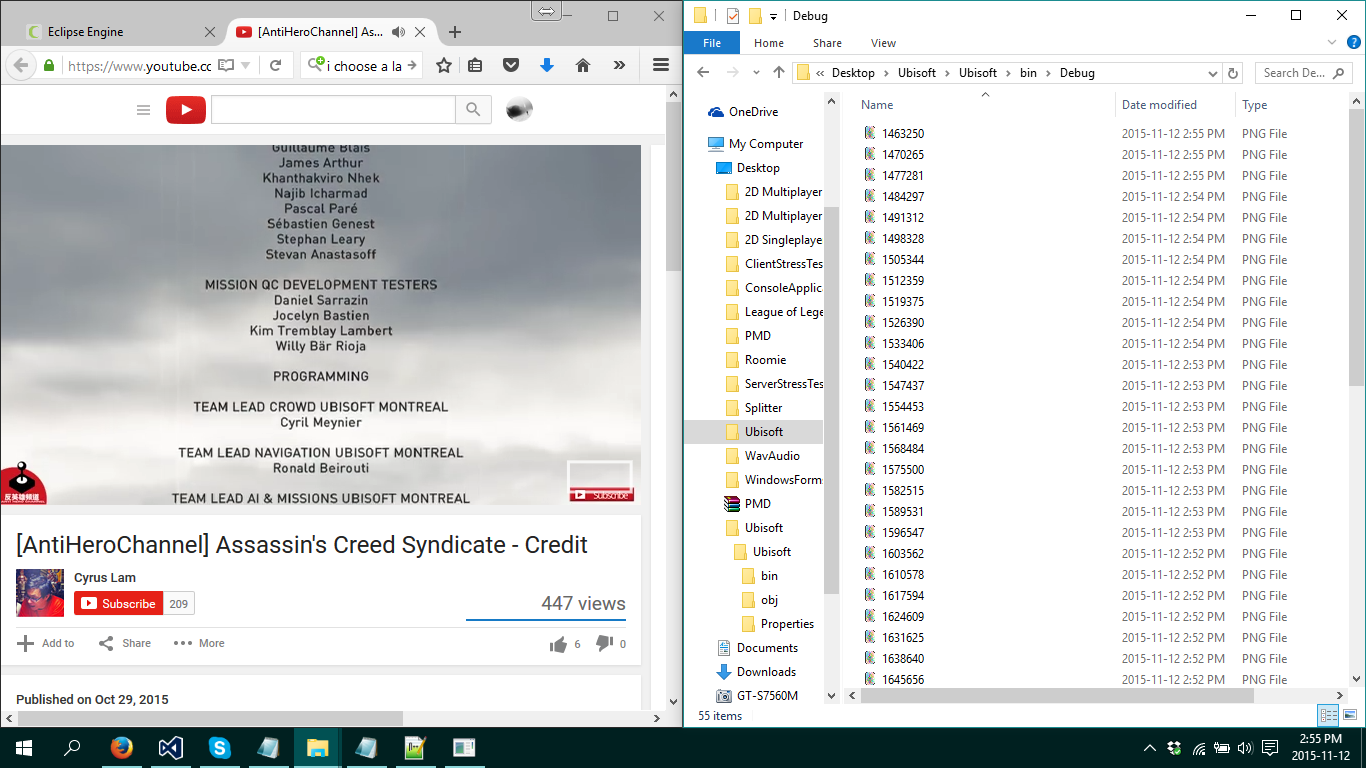 Eclipse Engine
[AntiHeroChannel] As...
https://www.youtube.cc
i choose a la
Guillaume Blais
James Arthur
Khanthakviro Nhek
Najib Icharmad
Pascal Paré
Sébastien Genest
Stephan Leary
Stevan Anastasoff
MISSION QC DEVELOPMENT TESTERS
Daniel Sarrazin
Jocelyn Bastien
Kim Tremblay Lambert
Willy Bär Rioja
PROGRAMMING
TEAM LEAD CROWD UBISOFT MONTREAL
Cyril Meynier
TEAM LEAD NAVIGATION UBISOFT MONTREAL
Ronald Beirouti
TEAM LEAD AI & MISSIONS UBISOFT MONTREAL
反英雄頻道
Subscribe
[AntiHeroChannel] Assassin's Creed Syndicate - Credit
Cyrus Lam
Subscribe 209
447 views
Add to Share More 6 0
Published on Oct 29, 2015
Debug
File Home Share View
« Desktop Ubisoft Ubisoft bin Debug
Search De...
OneDrive
My Computer
Desktop
2D Multiplayer
2D Multiplayer
2D Singleplaye
ClientStressTes
ConsoleApplica
League of Lege
PMD
Roomie
ServerStressTes
Splitter
Ubisoft
WavAudio
WindowsForm
PMD
Ubisoft
Ubisoft
bin
obj
Properties
Documents
Downloads
GT-S7560M
Name Date modified Type
1463250 2015-11-12 2:55 PM PNG File
1470265 2015-11-12 2:55 PM PNG File
1477281 2015-11-12 2:55 PM PNG File
1484297 2015-11-12 2:54 PM PNG File
1491312 2015-11-12 2:54 PM PNG File
1498328 2015-11-12 2:54 PM PNG File
1505344 2015-11-12 2:54 PM PNG File
1512359 2015-11-12 2:54 PM PNG File
1519375 2015-11-12 2:54 PM PNG File
1526390 2015-11-12 2:54 PM PNG File
1533406 2015-11-12 2:54 PM PNG File
1540422 2015-11-12 2:53 PM PNG File
1547437 2015-11-12 2:53 PM PNG File
1554453 2015-11-12 2:53 PM PNG File
1561469 2015-11-12 2:53 PM PNG File
1568484 2015-11-12 2:53 PM PNG File
1575500 2015-11-12 2:53 PM PNG File
1582515 2015-11-12 2:53 PM PNG File
1589531 2015-11-12 2:53 PM PNG File
1596547 2015-11-12 2:53 PM PNG File
1603562 2015-11-12 2:52 PM PNG File
1610578 2015-11-12 2:52 PM PNG File
1617594 2015-11-12 2:52 PM PNG File
1624609 2015-11-12 2:52 PM PNG File
1631625 2015-11-12 2:52 PM PNG File
1638640 2015-11-12 2:52 PM PNG File
1645656 2015-11-12 2:52 PM PNG File
55 items
2:55 PM
2015-11-12